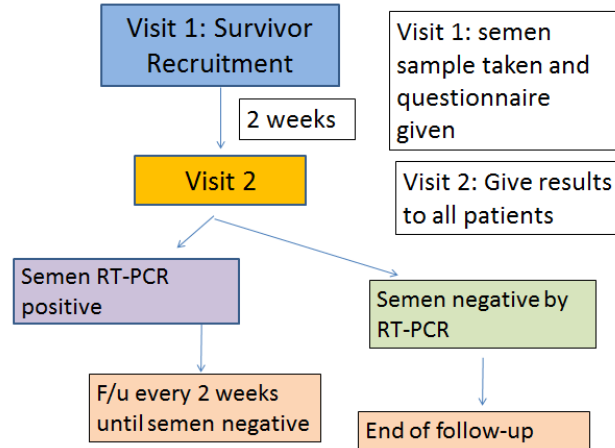 Visit 1: Survivor
Recruitment
Visit 1: semen
sample taken and
questionnaire
given
2 weeks
Visit 2
Visit 2: Give results
to all patients
Semen RT-PCR
positive
Semen negative by
RT-PCR
F/u every 2 weeks
until semen negative
End of follow-up